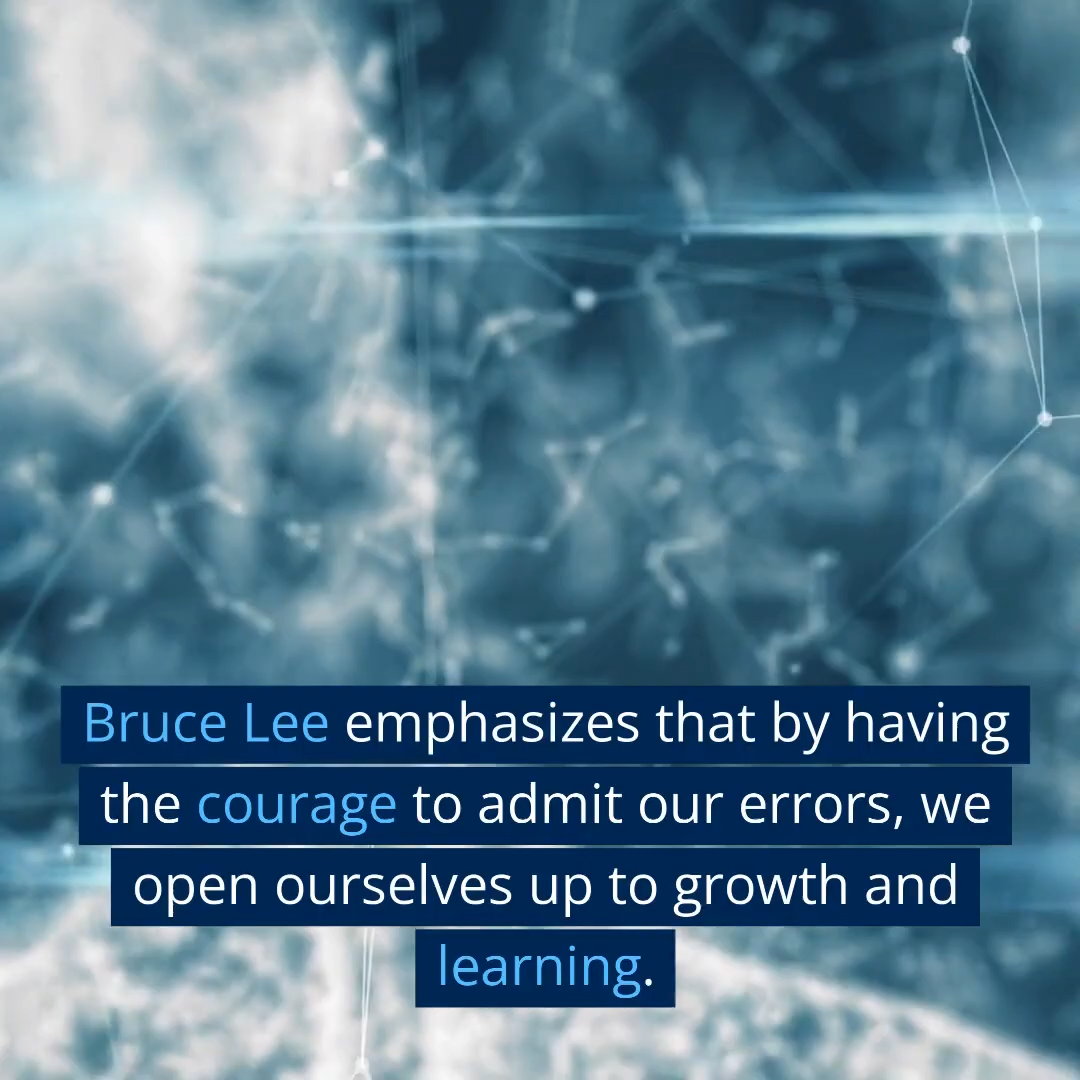 Bruce Lee emphasizes that by having
the courage to admit our errors, we
open ourselves up to growth and
learning.